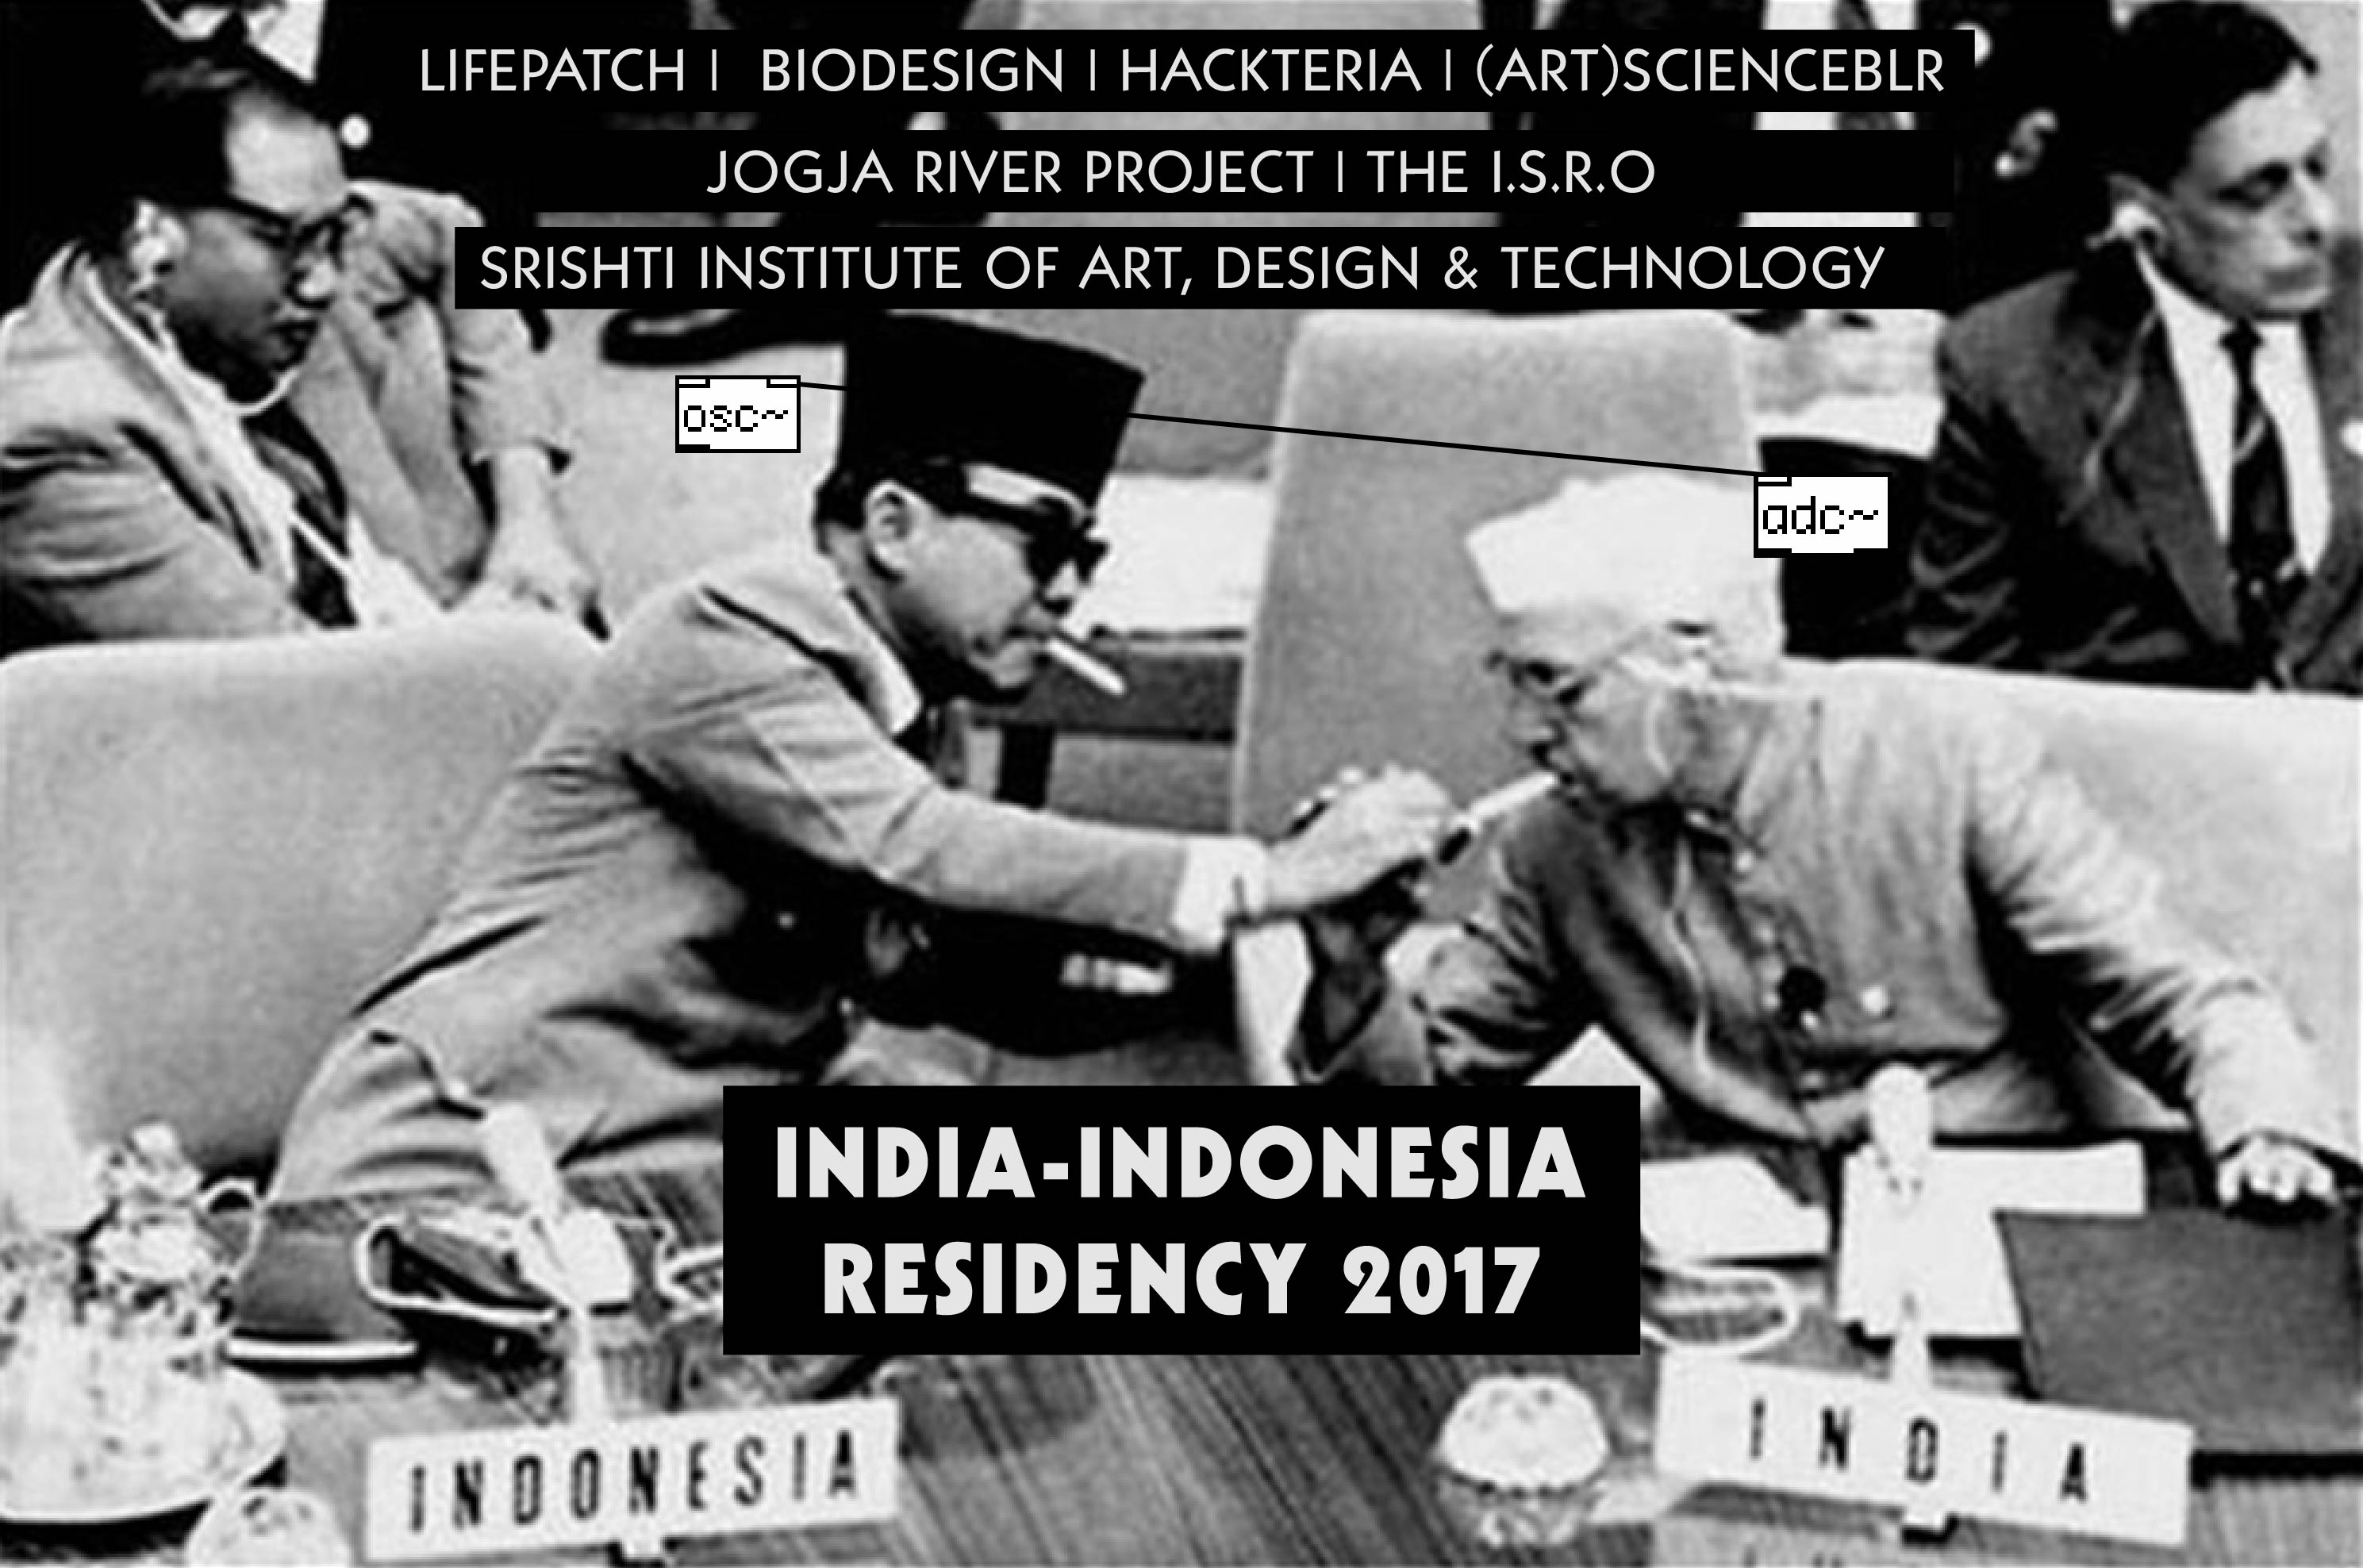 LIFEPATCH | BIODESIGN | HACKTERIA | (ART)SCIENCEBLR
JOGJA RIVER PROJECT | THE I.S.R.O
SRISHTI INSTITUTE OF ART, DESIGN & TECHNOLOGY
osc~
adc~
INDIA-INDONESIA
RESIDENCY 2017
INDONESIA
INDIA